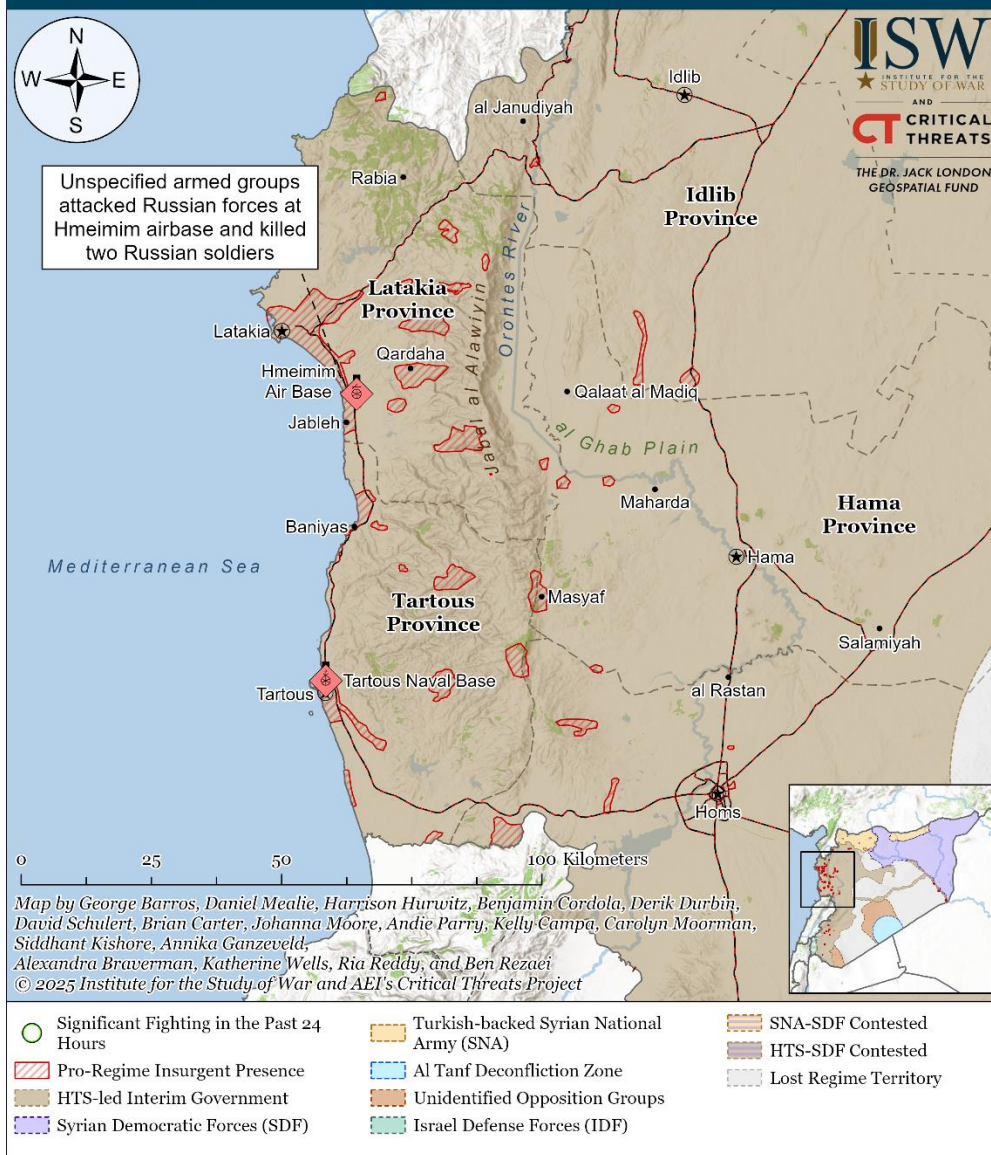 N
W
E
S
ISW
INSTITUTE FOR THE
STUDY OF WAR
AND
CT CRITICAL
THREATS
THE DR. JACK LONDON
GEOSPATIAL FUND
Unspecified armed groups
attacked Russian forces at
Hmeimim airbase and killed
two Russian soldiers
Idlib
al Janudiyah
Rabia
Idlib
Province
Orontes River
Latakia
Province
Latakia
Jabal al Alawiyin
Qardaha
Hmeimim
Air Base
Qalaat al Madiq
Jableh
al Ghab Plain
Maharda
Baniyas
Hama
Province
Hama
Mediterranean Sea
Masyaf
Tartous
Province
Salamiyah
Tartous Naval Base
Tartous
al Rastan
Homs
0
25
50
100 Kilometers
Map by George Barros, Daniel Mealie, Harrison Hurwitz, Benjamin Cordola, Derik Durbin,
David Schulert, Brian Carter, Johanna Moore, Andie Parry, Kelly Campa, Carolyn Moorman,
Siddhant Kishore, Annika Ganzeveld,
Alexandra Braverman, Katherine Wells, Ria Reddy, and Ben Rezaei
© 2025 Institute for the Study of War and AEI's Critical Threats Project
Significant Fighting in the Past 24
Hours
Pro-Regime Insurgent Presence
HTS-led Interim Government
Syrian Democratic Forces (SDF)
Turkish-backed Syrian National
Army (SNA)
Al Tanf Deconfliction Zone
Unidentified Opposition Groups
Israel Defense Forces (IDF)
SNA-SDF Contested
HTS-SDF Contested
Lost Regime Territory